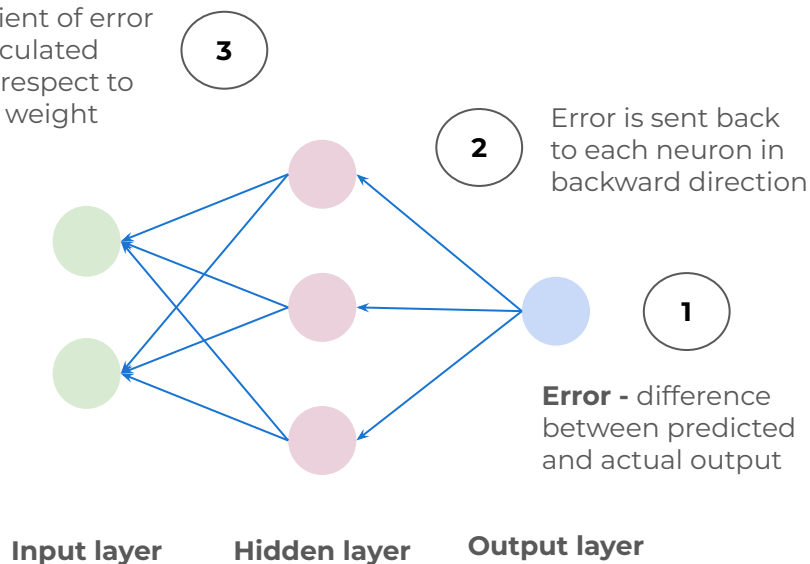 ient of error
culated
respect to
weight
3
2
Error is sent back
to each neuron in
backward direction
1
Error - difference
between predicted
and actual output
Input layer
Hidden layer
Output layer